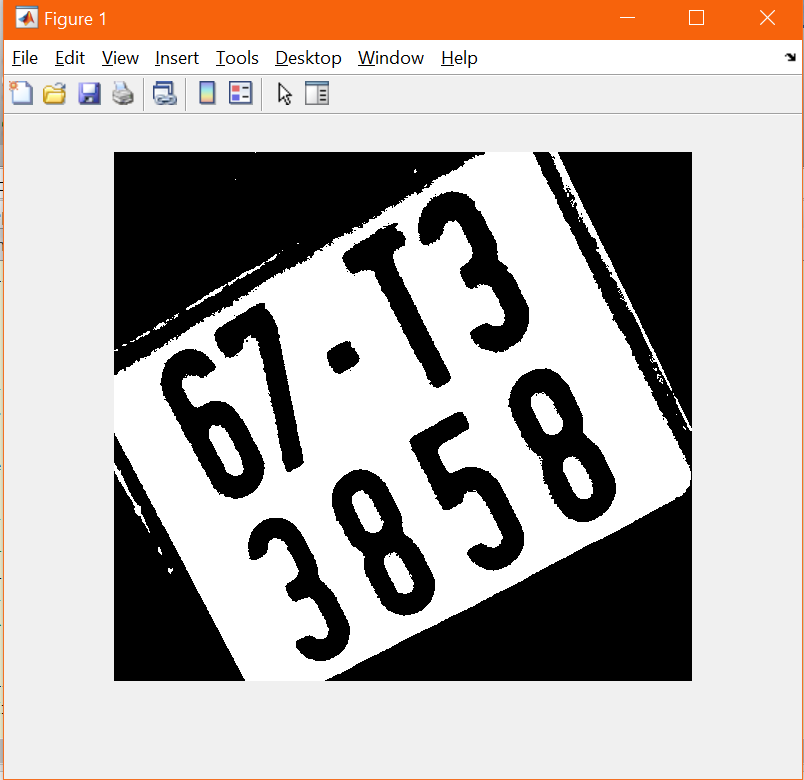 Figure 1
File Edit View Insert Tools Desktop Window Help
67-T3
3858